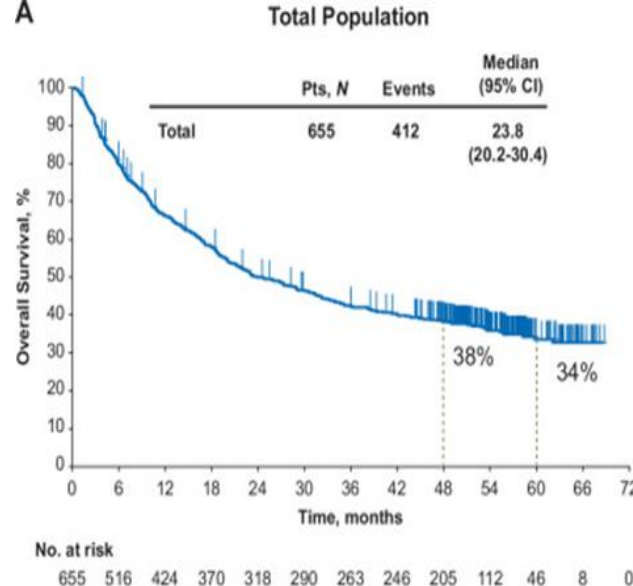 A
Total Population
Pts, N Events Median (95% CI)
Total 655 412 23.8 (20.2-30.4)
Overall Survival, %
100
90
80
70
60
50
40
30
20
10
0
38%
34%
0 6 12 18 24 30 36 42 48 54 60 66 72
Time, months
No. at risk
655 516 424 370 318 290 263 246 205 112 46 8 0